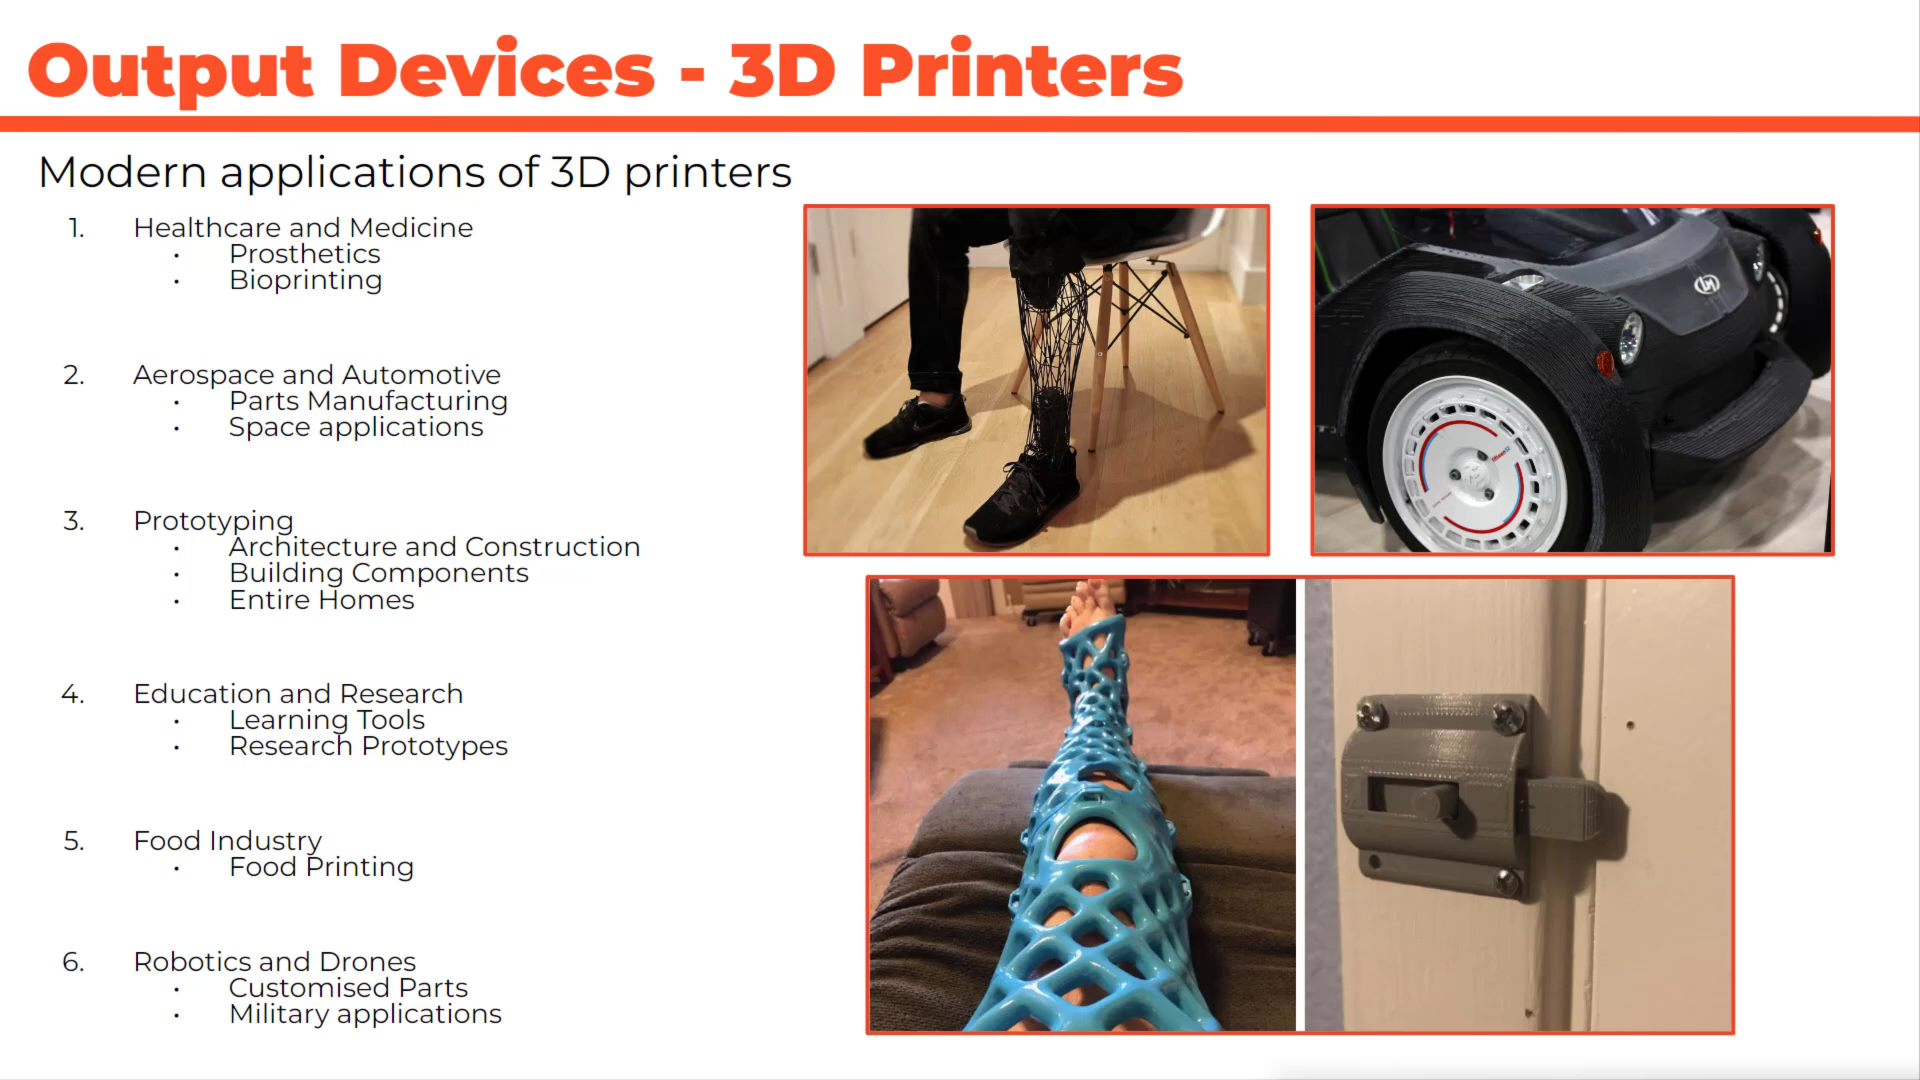 Output Devices - 3D Printers
Modern applications of 3D printers
1. Healthcare and Medicine
• Prosthetics
• Bioprinting
2. Aerospace and Automotive
• Parts Manufacturing
• Space applications
3. Prototyping
• Architecture and Construction
• Building Components
• Entire Homes
4. Education and Research
• Learning Tools
• Research Prototypes
5. Food Industry
• Food Printing
6. Robotics and Drones
• Customised Parts
• Military applications